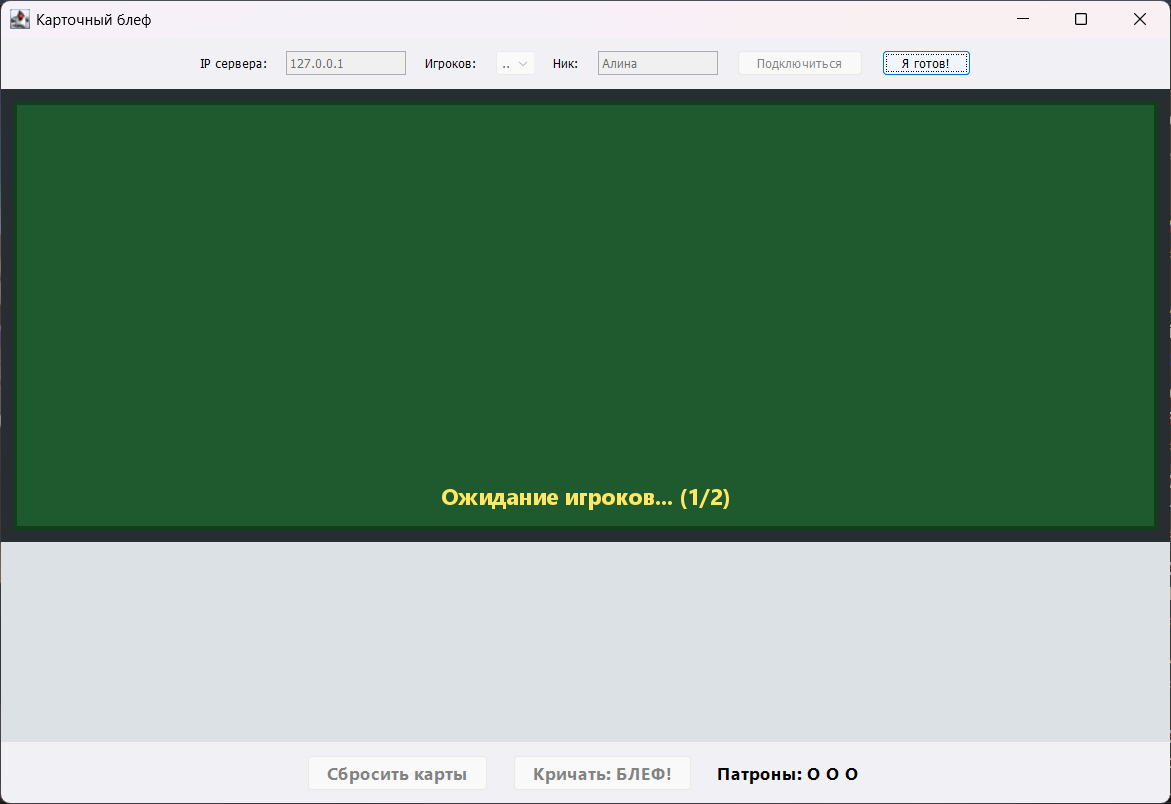 Карточный блеф
IP сервера: 127.0.0.1 Игроков: .. Ник: Алина Подключиться Я готов!
Ожидание игроков... (1/2)
Сбросить карты Кричать: БЛЕФ! Патроны: O O O